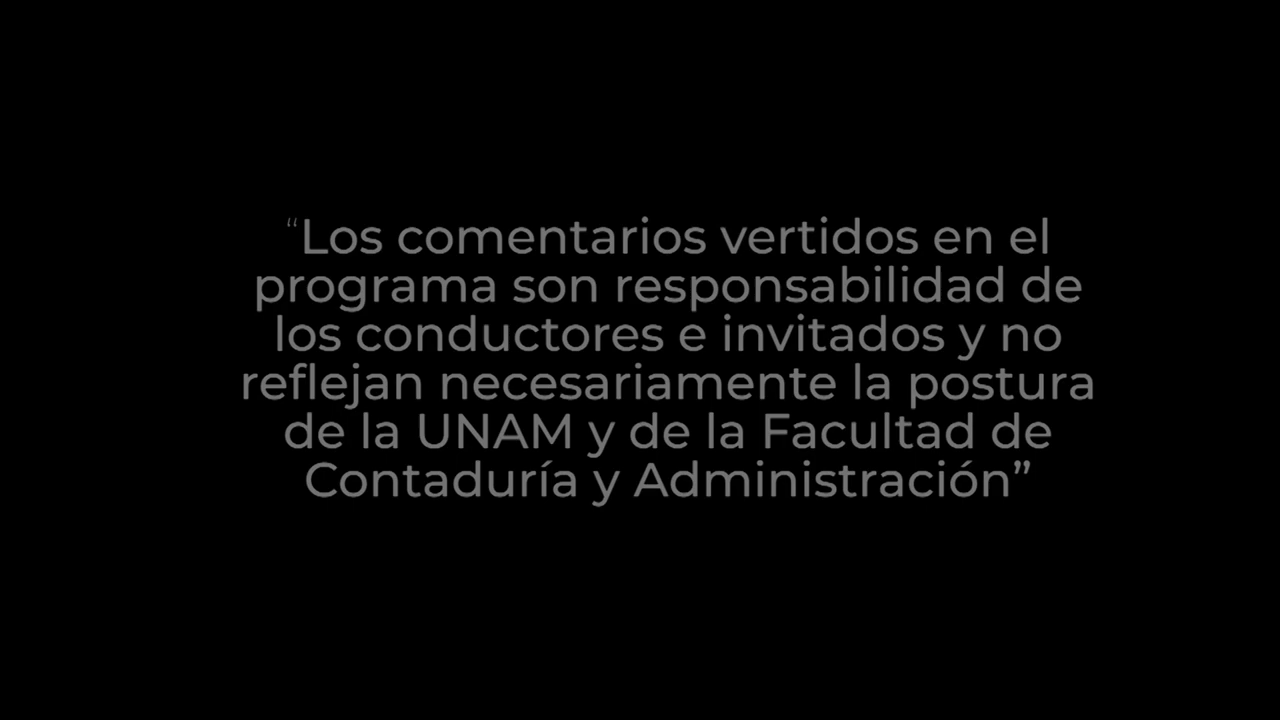 “Los comentarios vertidos en el
programa son responsabilidad de
los conductores e invitados y no
reflejan necesariamente la postura
de la UNAM y de la Facultad de
Contaduría y Administración”